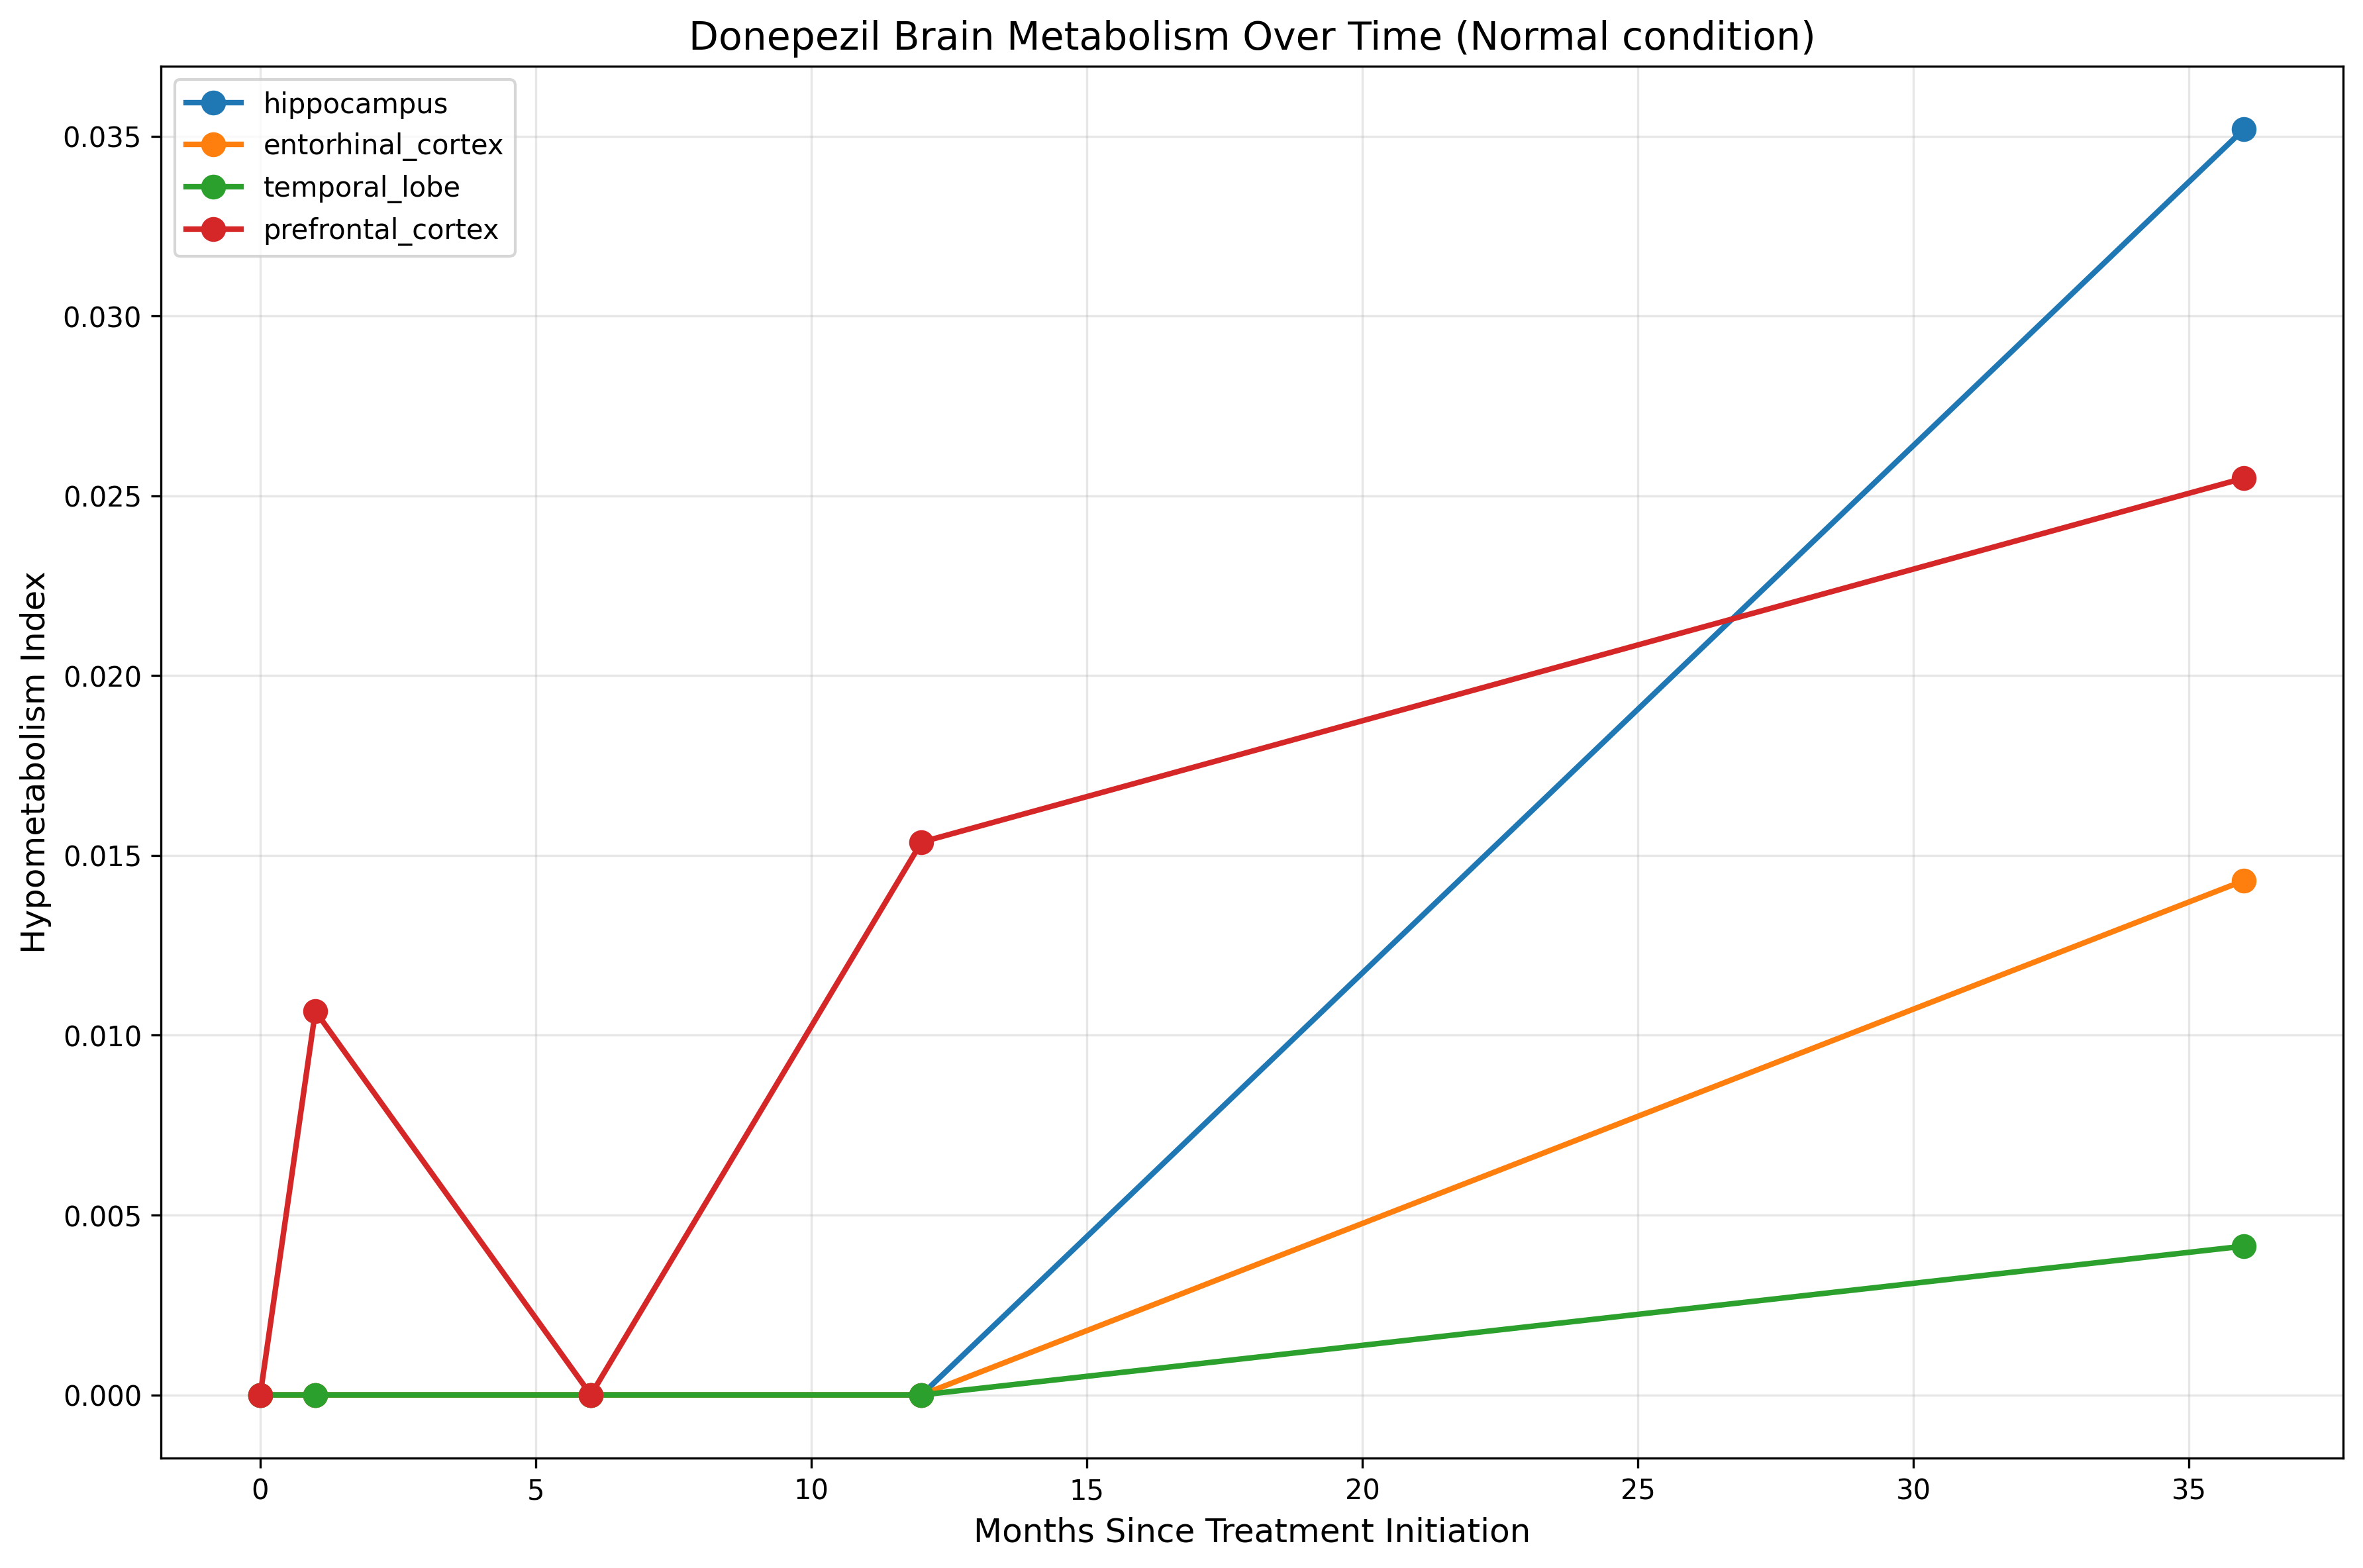 Donepezil Brain Metabolism Over Time (Normal condition)
hippocampus
entorhinal_cortex
temporal_lobe
prefrontal_cortex
Hypometabolism Index
0.035
0.030
0.025
0.020
0.015
0.010
0.005
0.000
0 5 10 15 20 25 30 35
Months Since Treatment Initiation